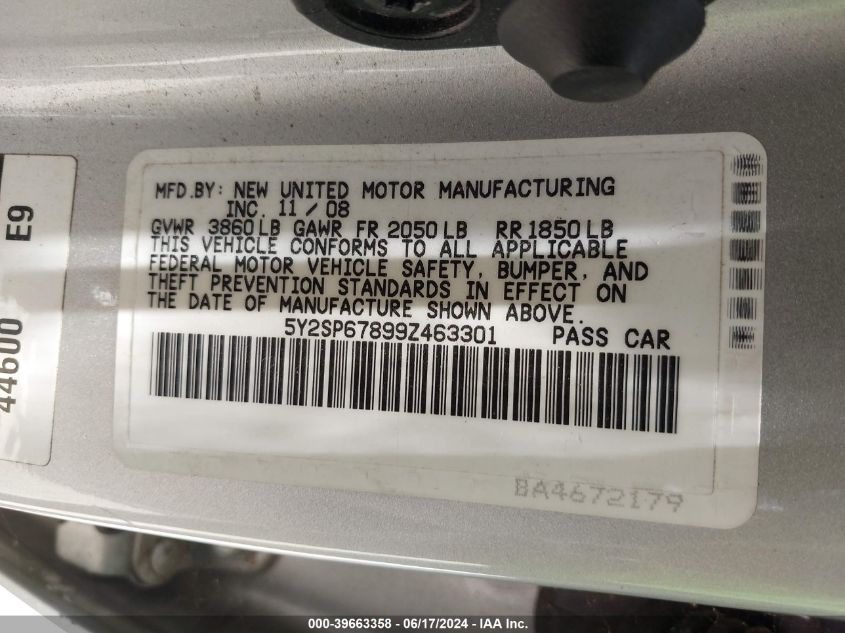 MFD.BY: NEW UNITED MOTOR MANUFACTURING
INC. 11 / 08
GVWR 3860 LB GAWR FR 2050 LB RR 1850 LB
THIS VEHICLE CONFORMS TO ALL APPLICABLE
FEDERAL MOTOR VEHICLE SAFETY, BUMPER, AND
THEFT PREVENTION STANDARDS IN EFFECT ON
THE DATE OF MANUFACTURE SHOWN ABOVE.
5Y2SP67899Z463301 PASS CAR
BA4672179
E9
44600
000-39663358 - 06/17/2024 - IAA Inc.